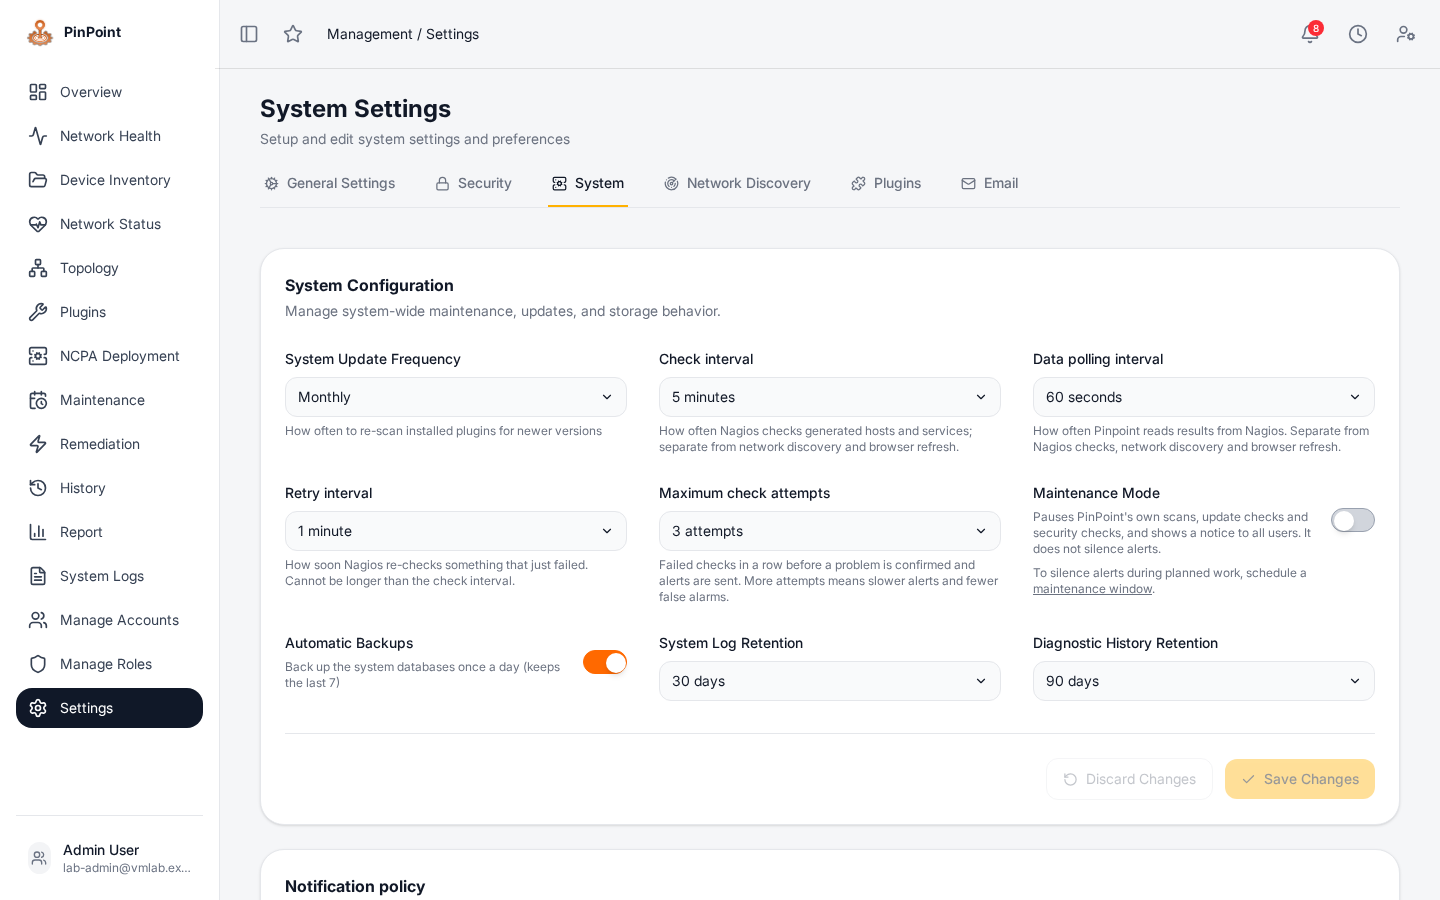 PinPoint
Management / Settings
8
Overview
Network Health
Device Inventory
Network Status
Topology
Plugins
NCPA Deployment
Maintenance
Remediation
History
Report
System Logs
Manage Accounts
Manage Roles
Settings
Admin User
lab-admin@vmlab.ex...
System Settings
Setup and edit system settings and preferences
General Settings
Security
System
Network Discovery
Plugins
Email
System Configuration
Manage system-wide maintenance, updates, and storage behavior.
System Update Frequency
Monthly
How often to re-scan installed plugins for newer versions
Check interval
5 minutes
How often Nagios checks generated hosts and services;
separate from network discovery and browser refresh.
Data polling interval
60 seconds
How often Pinpoint reads results from Nagios. Separate from
Nagios checks, network discovery and browser refresh.
Retry interval
1 minute
How soon Nagios re-checks something that just failed.
Cannot be longer than the check interval.
Maximum check attempts
3 attempts
Failed checks in a row before a problem is confirmed and
alerts are sent. More attempts means slower alerts and fewer
false alarms.
Maintenance Mode
Pauses PinPoint's own scans, update checks and
security checks, and shows a notice to all users. It
does not silence alerts.
To silence alerts during planned work, schedule a
maintenance window.
Automatic Backups
Back up the system databases once a day (keeps
the last 7)
System Log Retention
30 days
Diagnostic History Retention
90 days
Discard Changes
Save Changes
Notification policy